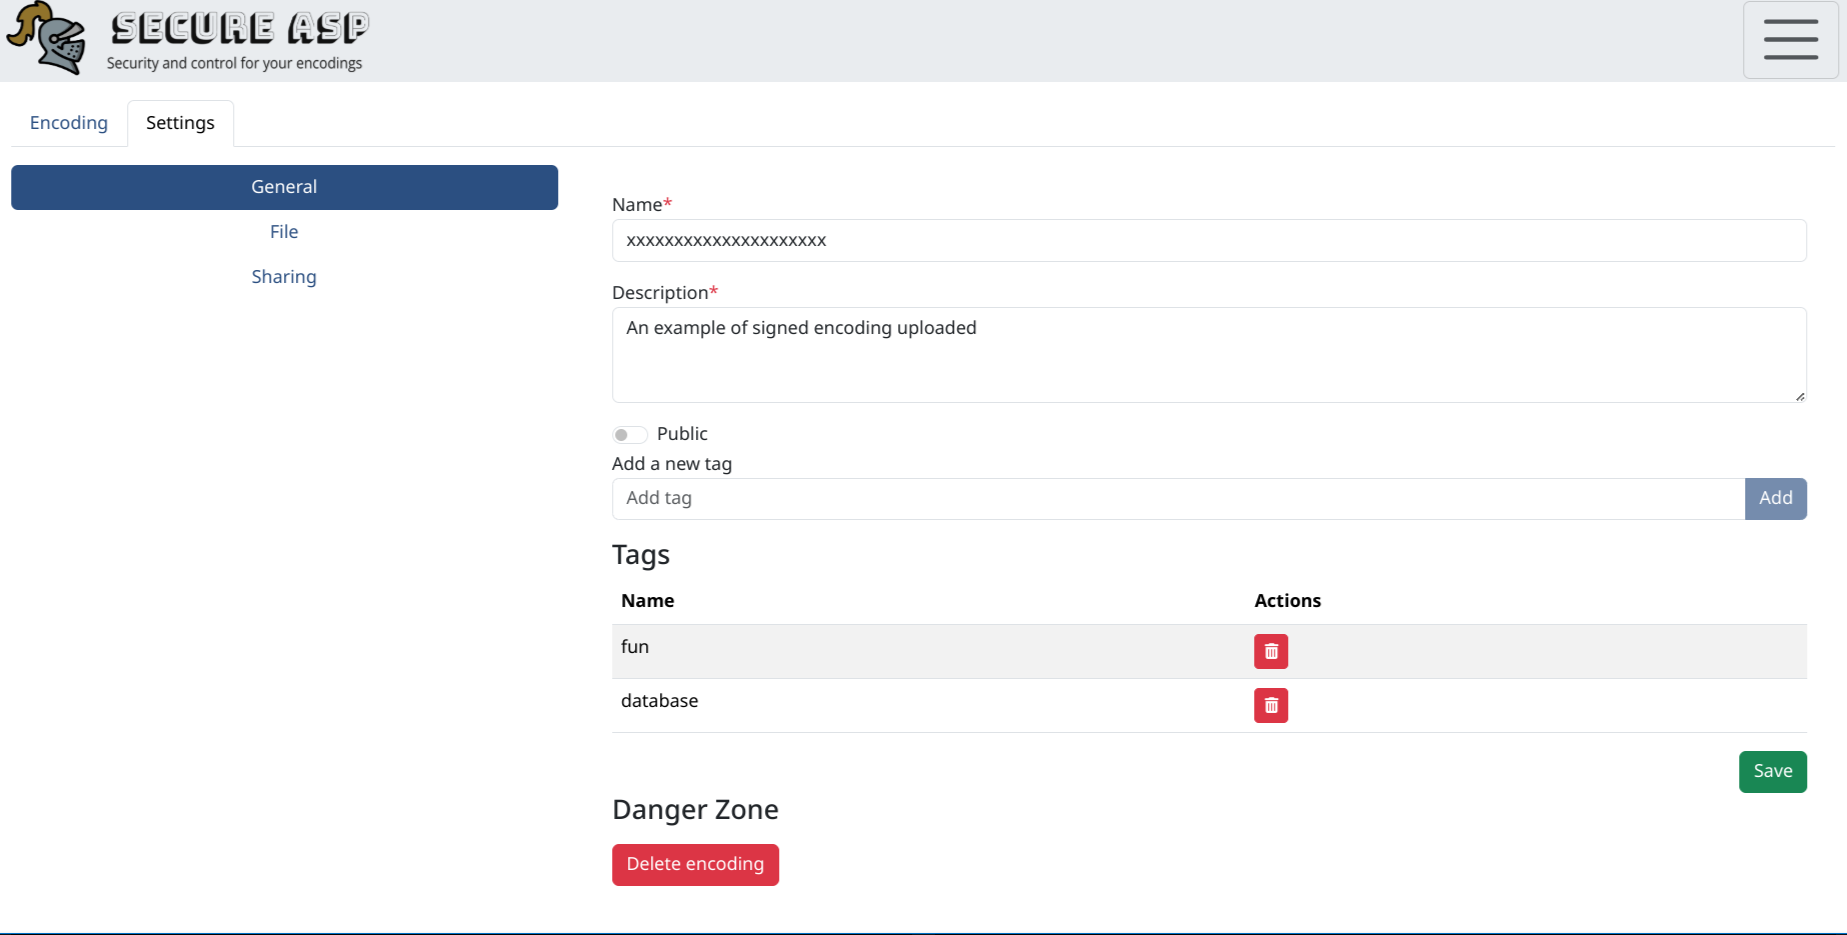 SECURE ASP
Security and control for your encodings
Encoding
Settings
General
File
Sharing
Name*
xxxxxxxxxxxxxxxxxxxxx
Description*
An example of signed encoding uploaded
Public
Add a new tag
Add tag
Add
Tags
Name Actions
fun
database
Save
Danger Zone
Delete encoding